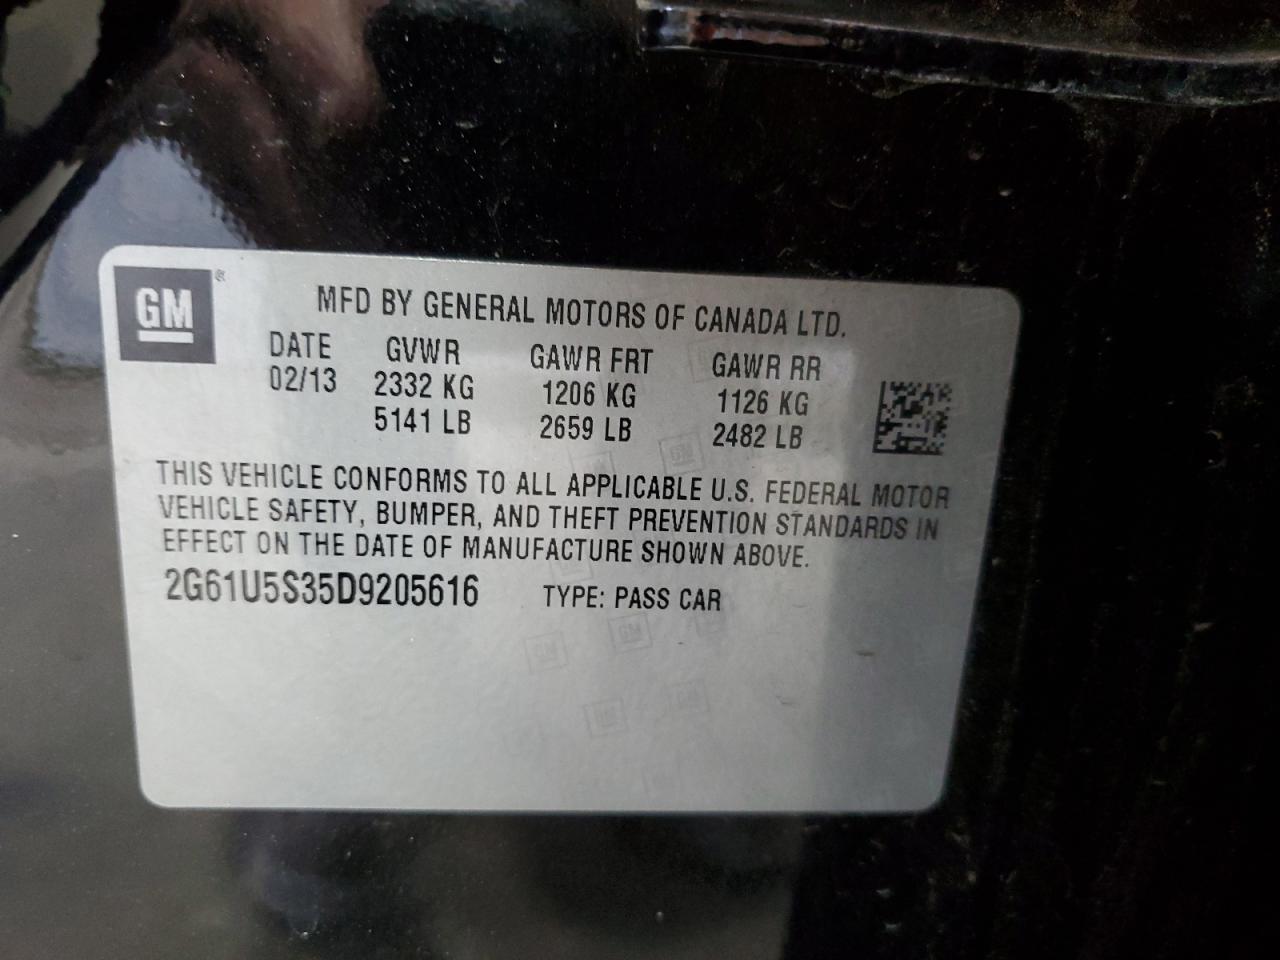 GM®
MFD BY GENERAL MOTORS OF CANADA LTD.
DATE GVWR GAWR FRT GAWR RR
02/13 2332 KG 1206 KG 1126 KG
5141 LB 2659 LB 2482 LB
THIS VEHICLE CONFORMS TO ALL APPLICABLE U.S. FEDERAL MOTOR
VEHICLE SAFETY, BUMPER, AND THEFT PREVENTION STANDARDS IN
EFFECT ON THE DATE OF MANUFACTURE SHOWN ABOVE.
2G61U5S35D9205616 TYPE: PASS CAR